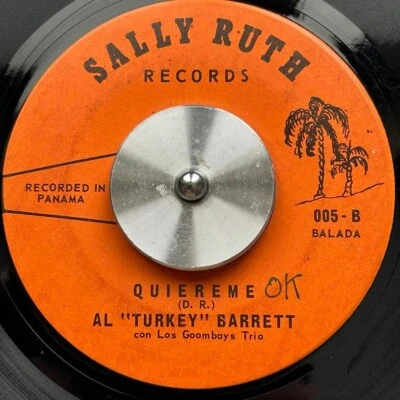 SALLY RUTH
RECORDS
RECORDED IN
PANAMA
005-B
BALADA
QUIEREME OK
(D. R.)
AL "TURKEY" BARRETT
con Los Goombays Trio